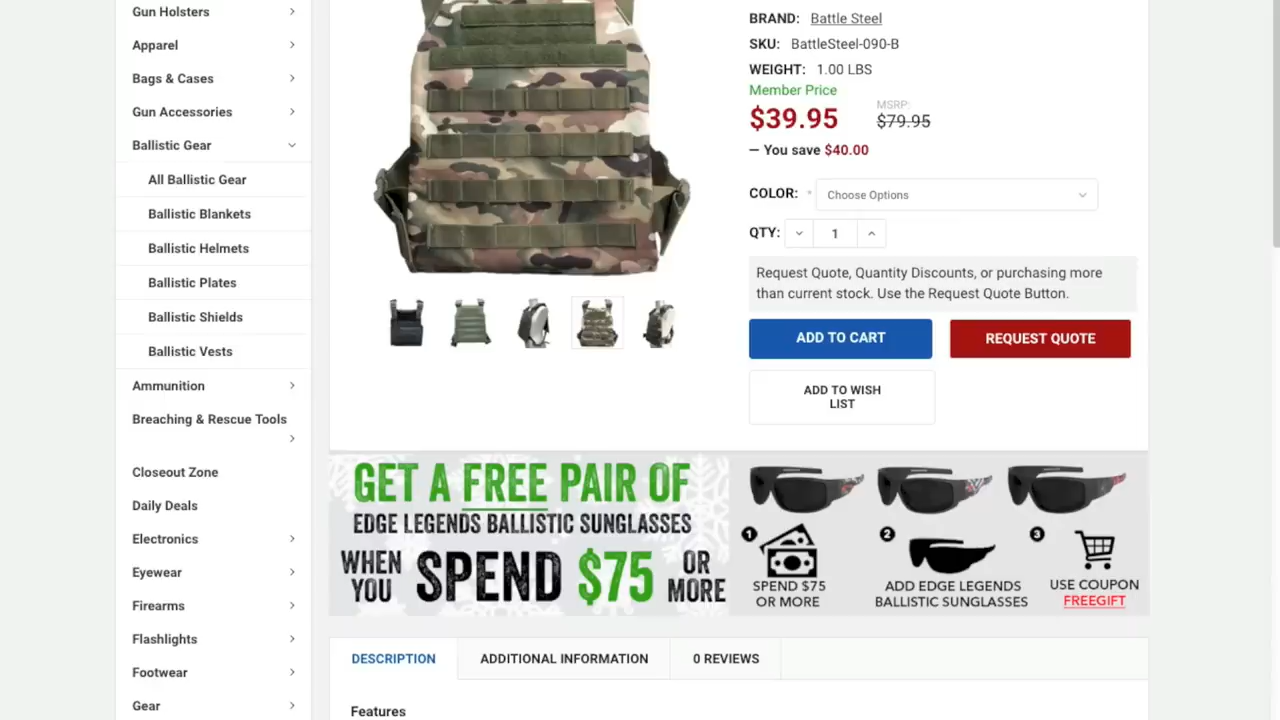 Gun Holsters
Apparel
Bags & Cases
Gun Accessories
Ballistic Gear
All Ballistic Gear
Ballistic Blankets
Ballistic Helmets
Ballistic Plates
Ballistic Shields
Ballistic Vests
Ammunition
Breaching & Rescue Tools
Closeout Zone
Daily Deals
Electronics
Eyewear
Firearms
Flashlights
Footwear
Gear
BRAND: Battle Steel
SKU: BattleSteel-090-B
WEIGHT: 1.00 LBS
Member Price
MSRP:
$39.95 $79.95
— You save $40.00
COLOR: * Choose Options
QTY: 1
Request Quote, Quantity Discounts, or purchasing more
than current stock. Use the Request Quote Button.
ADD TO CART
REQUEST QUOTE
ADD TO WISH
LIST
GET A FREE PAIR OF
EDGE LEGENDS BALLISTIC SUNGLASSES
WHEN
YOU
SPEND $75
OR
MORE
1
SPEND $75
OR MORE
2
ADD EDGE LEGENDS
BALLISTIC SUNGLASSES
3
USE COUPON
FREEGIFT
DESCRIPTION
ADDITIONAL INFORMATION
0 REVIEWS
Features